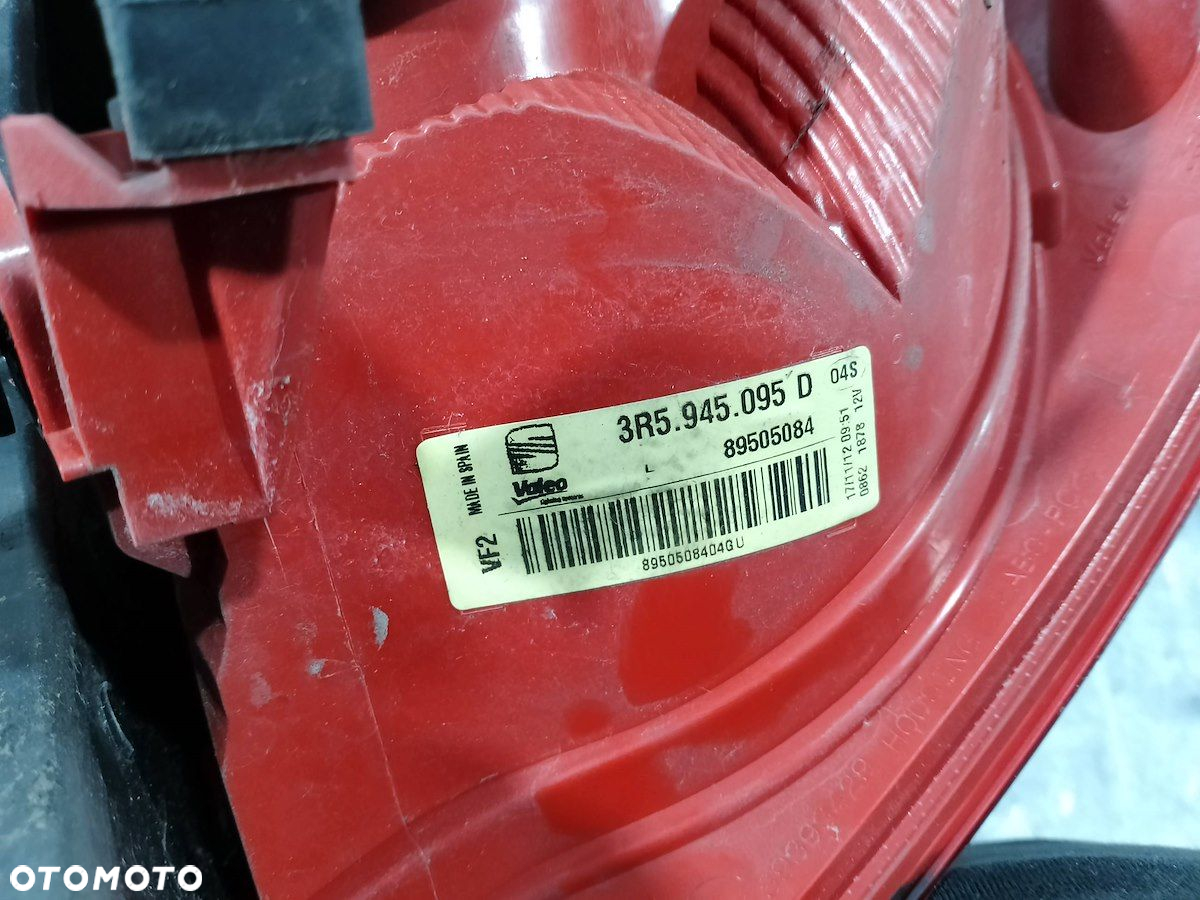 3R5.945.095 D
04S
89505084
L
MADE IN SPAIN
Valeo
VF2
8950508404GU
17/11/12 09:51
0862 1878 12V
OTOMOTO